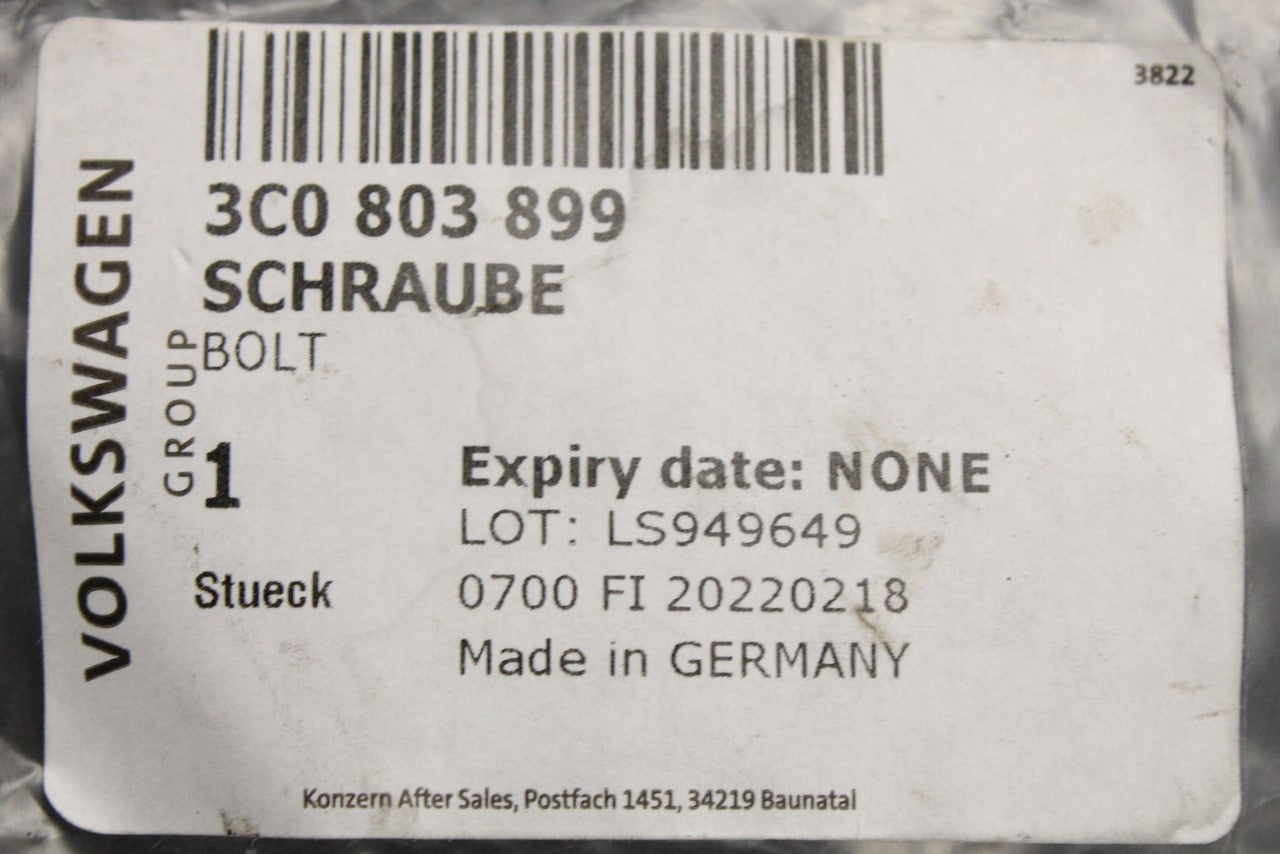 3822
3C0 803 899
SCHRAUBE
BOLT
VOLKSWAGEN
GROUP
1
Stueck
Expiry date: NONE
LOT: LS949649
0700 FI 20220218
Made in GERMANY
Konzern After Sales, Postfach 1451, 34219 Baunatal